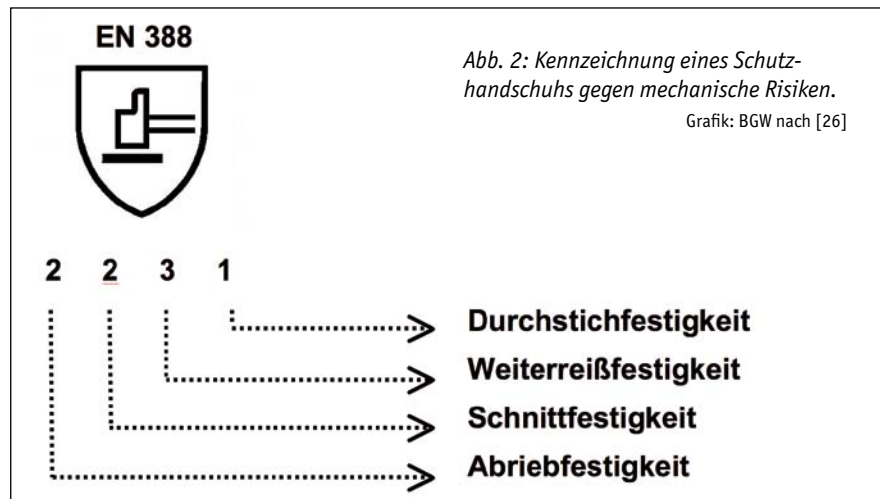 EN 388
Abb. 2: Kennzeichnung eines Schutz-
handschuhs gegen mechanische Risiken.
Grafik: BGW nach [26]
2 2 3 1
Durchstichfestigkeit
Weiterreißfestigkeit
Schnittfestigkeit
Abriebfestigkeit